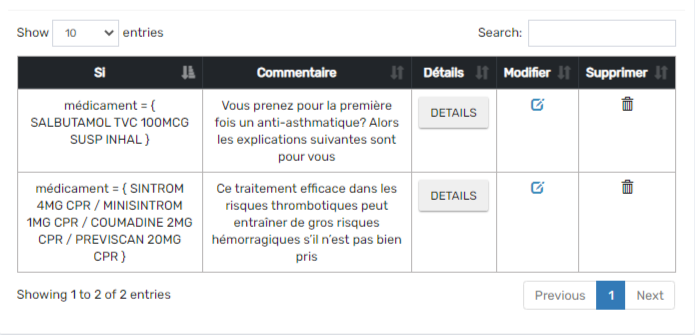 Show 10 entries Search:
Si Commentaire Détails Modifier Supprimer
médicament = {
SALBUTAMOL TVC 100MCG
SUSP INHAL }
Vous prenez pour la première
fois un anti-asthmatique? Alors
les explications suivantes sont
pour vous
DETAILS
médicament = { SINTROM
4MG CPR / MINISINTROM
1MG CPR / COUMADINE 2MG
CPR / PREVISCAN 20MG
CPR }
Ce traitement efficace dans les
risques thrombotiques peut
entraîner de gros risques
hémorragiques s'il n'est pas bien
pris
DETAILS
Showing 1 to 2 of 2 entries Previous 1 Next